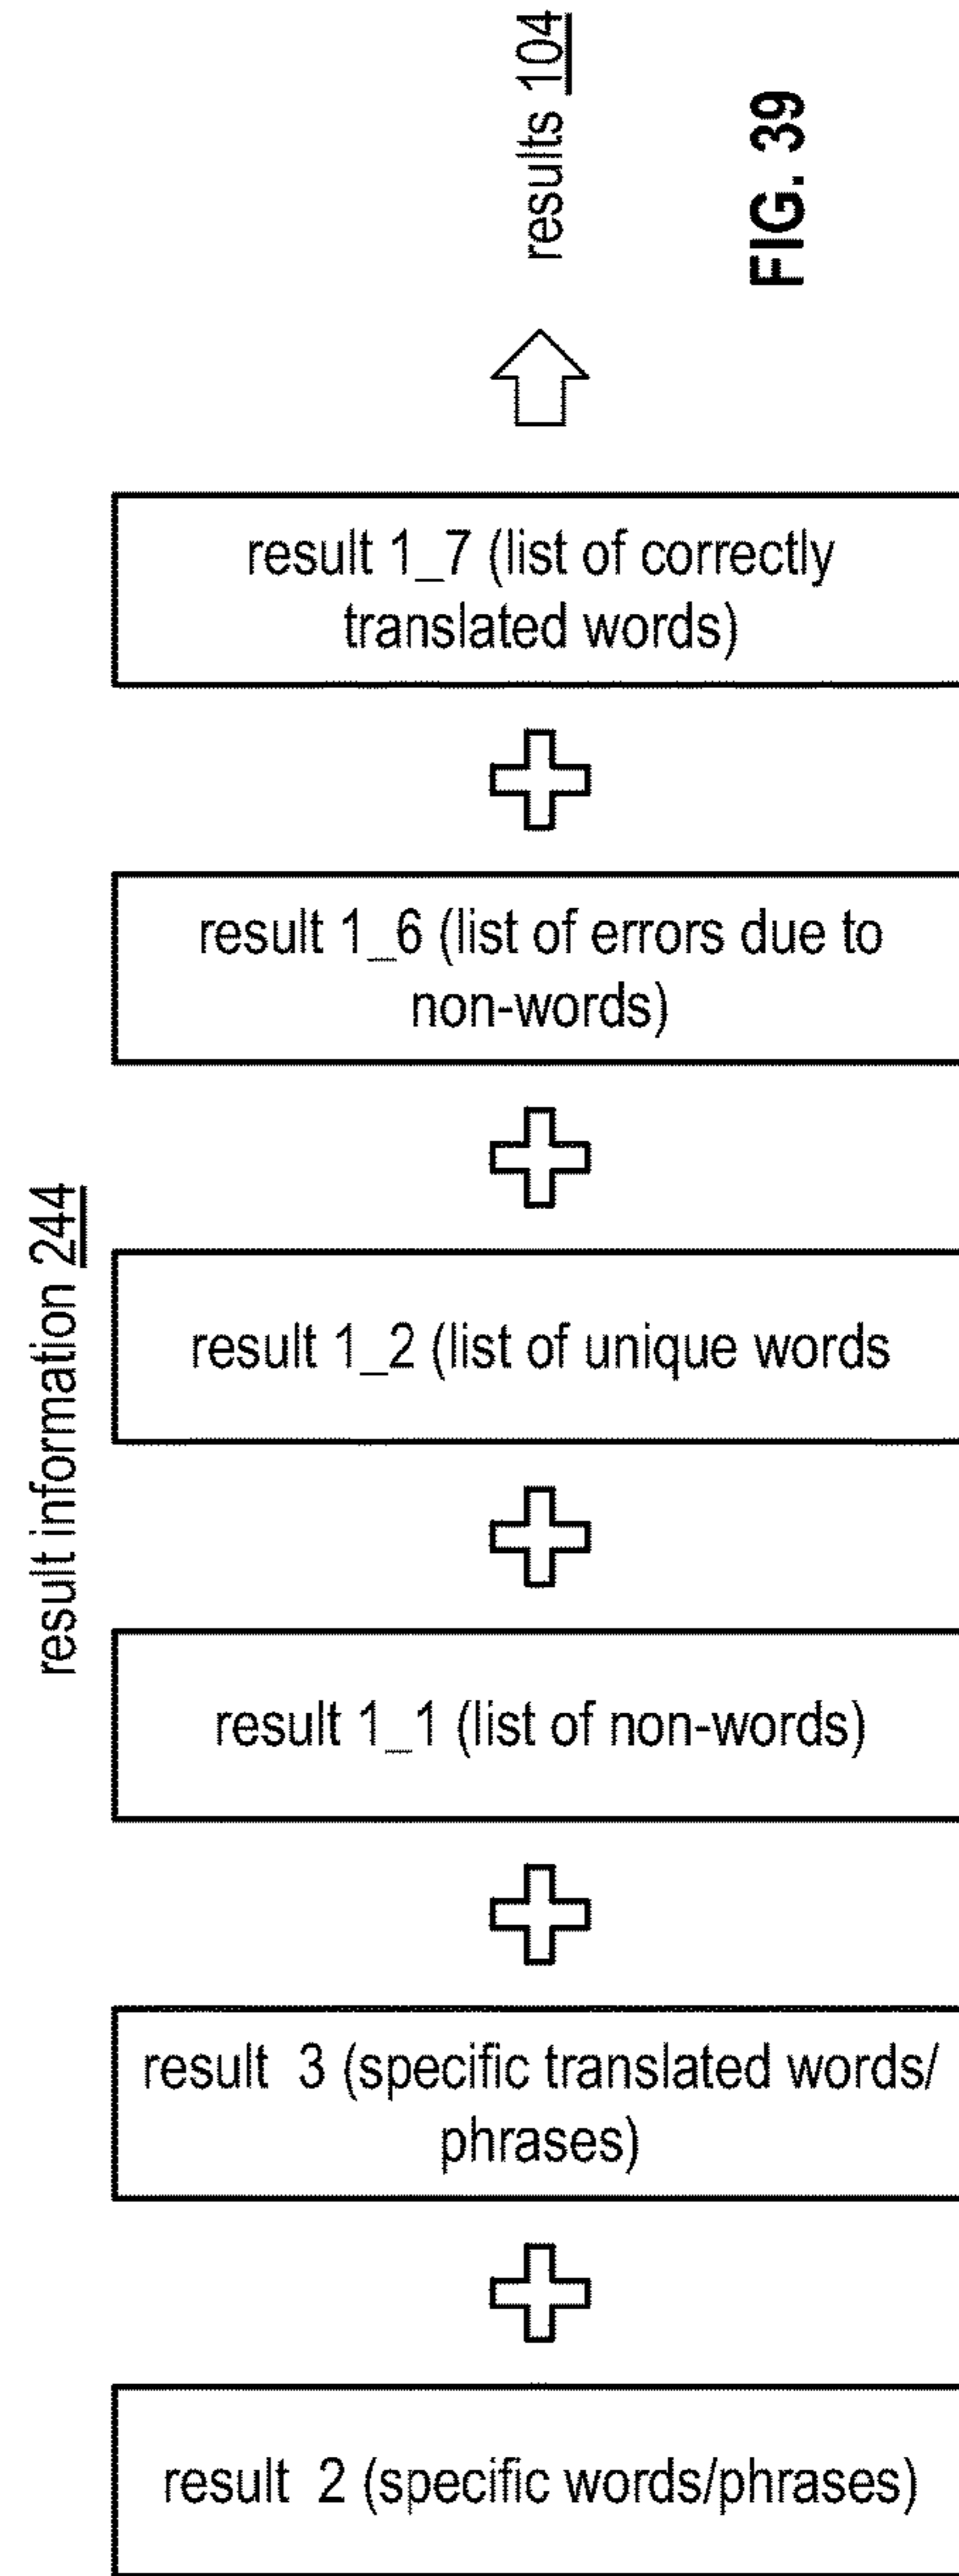 results 104
FIG. 39
result 1_7 (list of correctly
translated words)
result 1_6 (list of errors due to
non-words)
result information 244
result 1_2 (list of unique words
result 1_1 (list of non-words)
result 3 (specific translated words/
phrases)
result 2 (specific words/phrases)